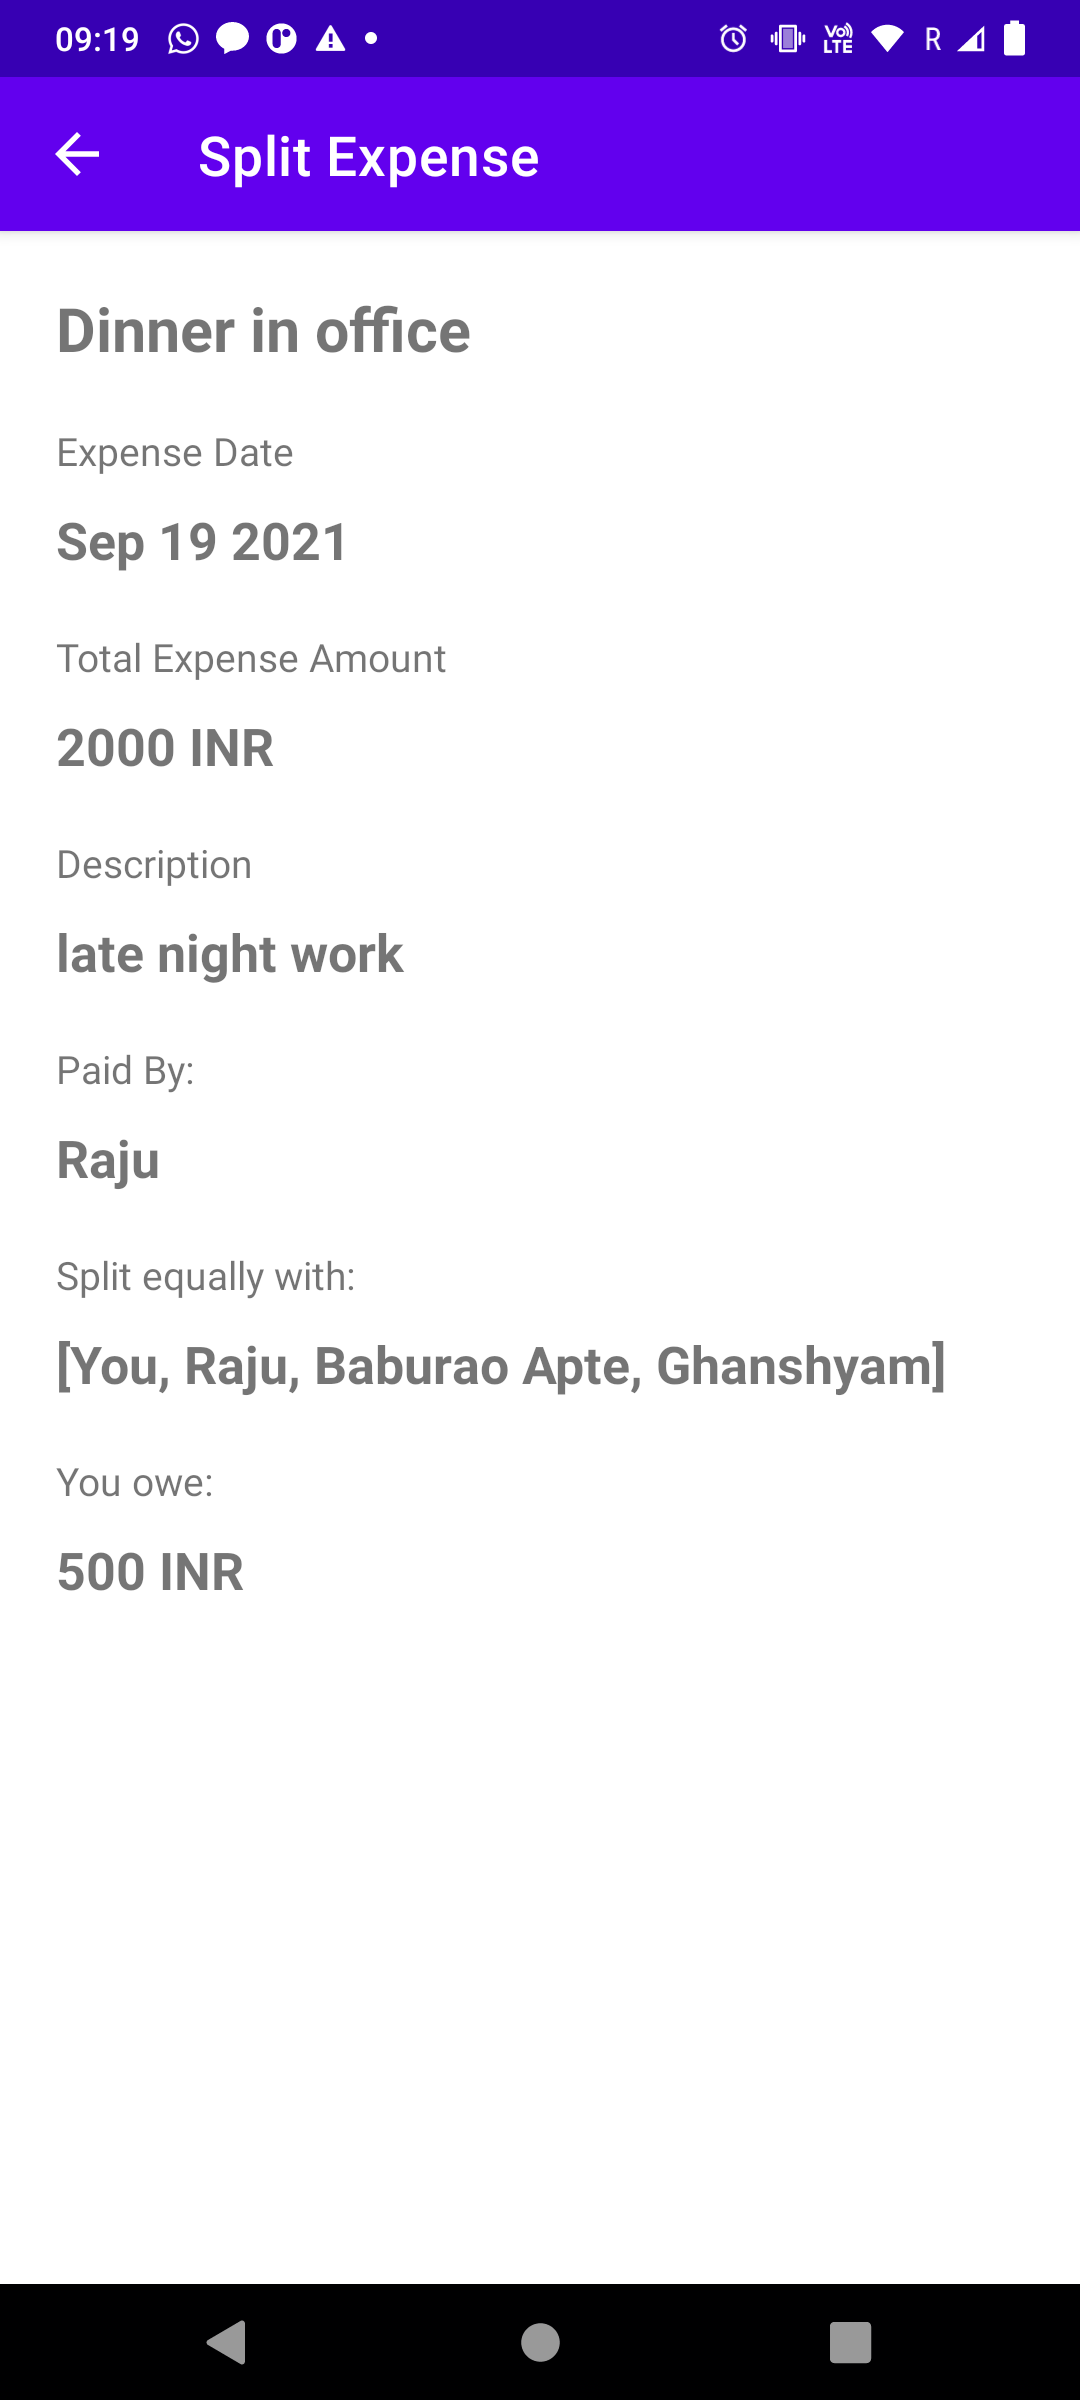 09:19
Vo) LTE R
Split Expense
Dinner in office
Expense Date
Sep 19 2021
Total Expense Amount
2000 INR
Description
late night work
Paid By:
Raju
Split equally with:
[You, Raju, Baburao Apte, Ghanshyam]
You owe:
500 INR